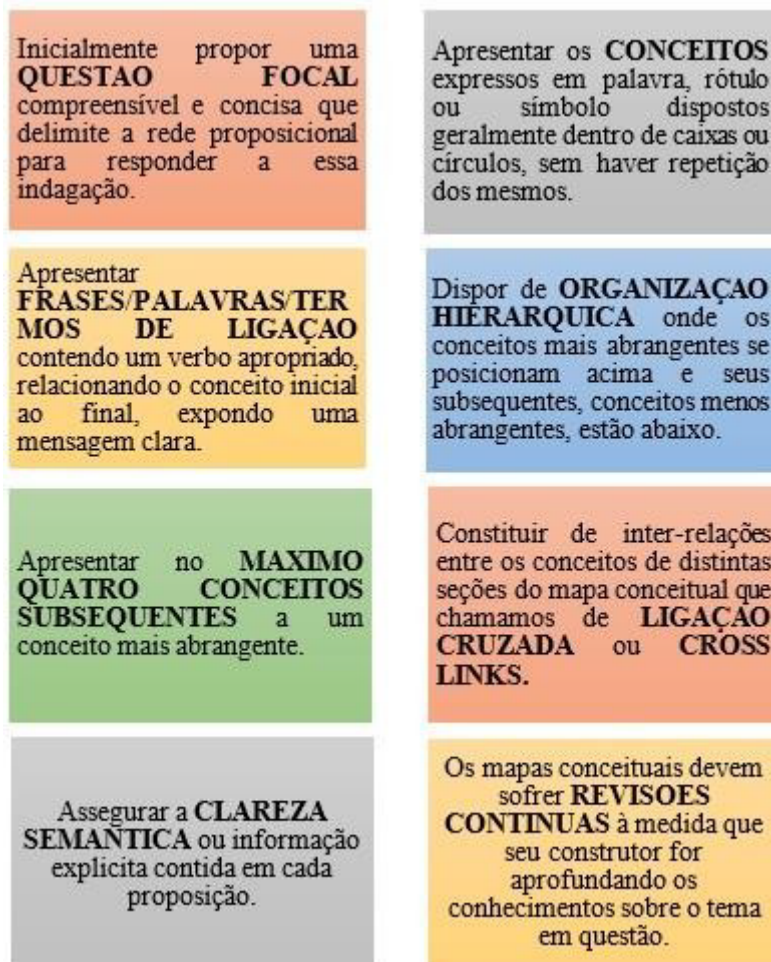 Inicialmente propor uma
QUESTAO FOCAL
compreensível e concisa que
delimite a rede proposicional
para responder a essa
indagação.
Apresentar os CONCEITOS
expressos em palavra, rótulo
ou símbolo dispostos
geralmente dentro de caixas ou
círculos, sem haver repetição
dos mesmos.
Apresentar
FRASES/PALAVRAS/TER
MOS DE LIGAÇAO
contendo um verbo apropriado,
relacionando o conceito inicial
ao final, expondo uma
mensagem clara.
Dispor de ORGANIZAÇAO
HIERARQUICA onde os
conceitos mais abrangentes se
posicionam acima e seus
subsequentes, conceitos menos
abrangentes, estão abaixo.
Apresentar no MAXIMO
QUATRO CONCEITOS
SUBSEQUENTES a um
conceito mais abrangente.
Constituir de inter-relações
entre os conceitos de distintas
seções do mapa conceitual que
chamamos de LIGAÇAO
CRUZADA ou CROSS
LINKS.
Assegurar a CLAREZA
SEMANTICA ou informação
explicita contida em cada
proposição.
Os mapas conceituais devem
sofrer REVISOES
CONTINUAS à medida que
seu construtor for
aprofundando os
conhecimentos sobre o tema
em questão.